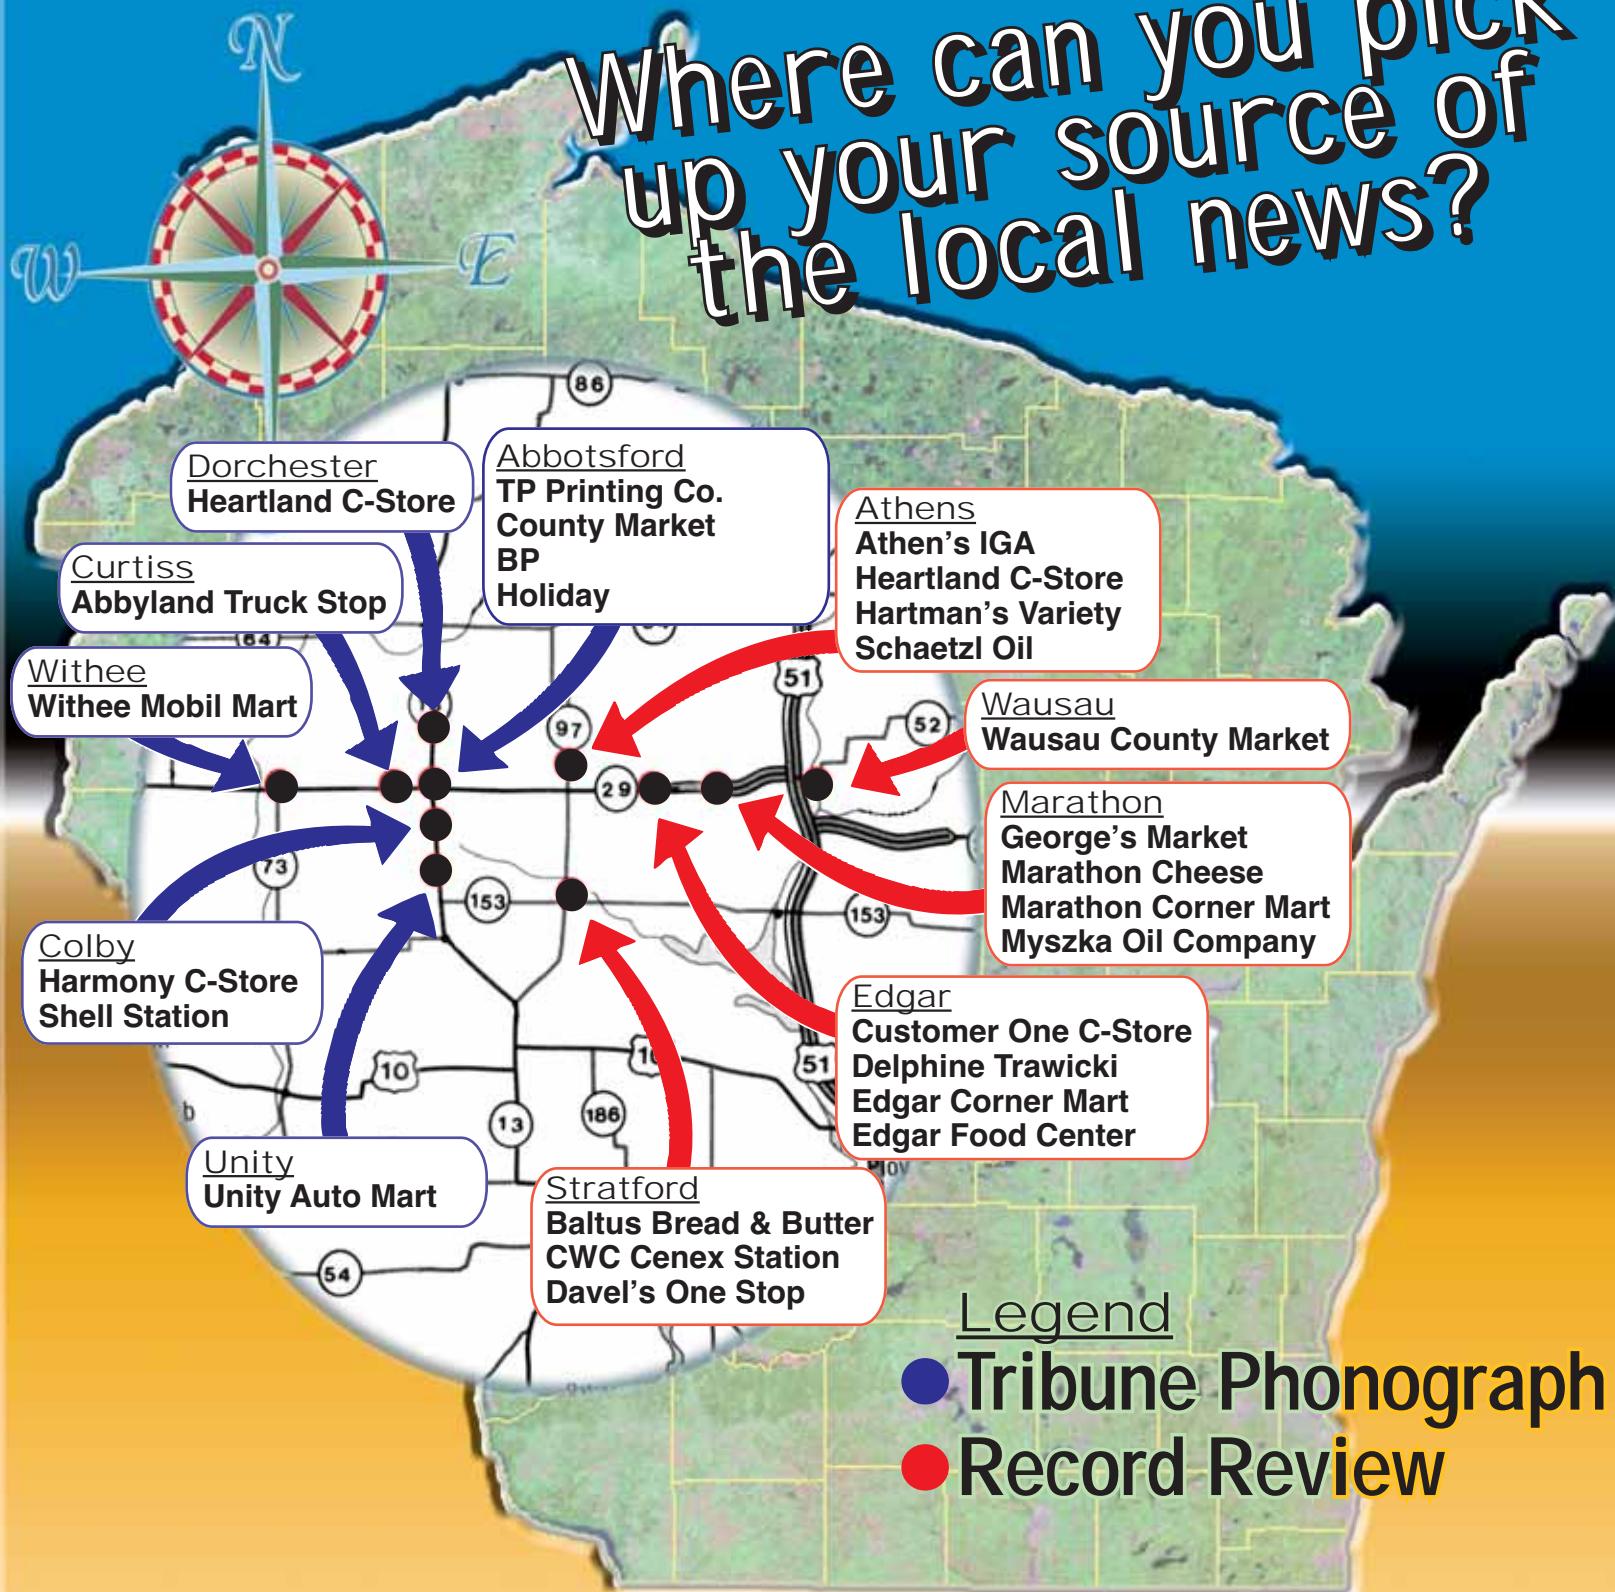 Where can you pick
up your source of
the local news?
N
W
E
86
Dorchester
Heartland C-Store
Abbotsford
TP Printing Co.
County Market
BP
Holiday
Athens
Athen's IGA
Heartland C-Store
Hartman's Variety
Schaetzl Oil
Curtiss
Abbyland Truck Stop
64
Withee
Withee Mobil Mart
51
97
52
Wausau
Wausau County Market
29
Marathon
George's Market
Marathon Cheese
Marathon Corner Mart
Myszka Oil Company
73
153
153
Colby
Harmony C-Store
Shell Station
Edgar
Customer One C-Store
Delphine Trawicki
Edgar Corner Mart
Edgar Food Center
10
10
51
13
186
b
Unity
Unity Auto Mart
Stratford
Baltus Bread & Butter
CWC Cenex Station
Davel's One Stop
54
Legend
Tribune Phonograph
Record Review